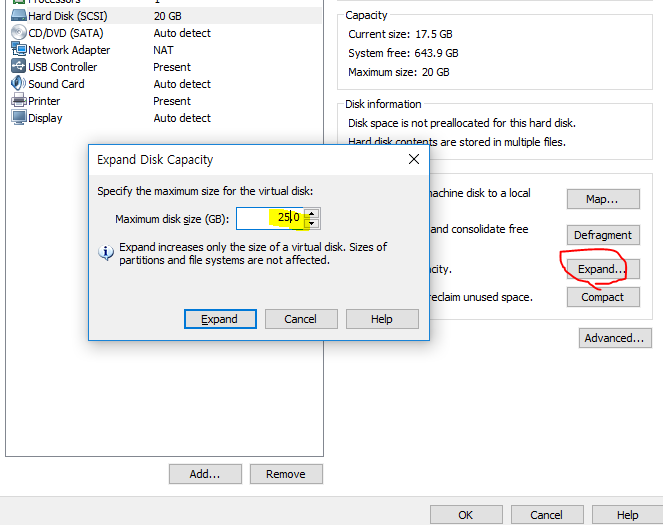 Processors 1
Hard Disk (SCSI) 20 GB
CD/DVD (SATA) Auto detect
Network Adapter NAT
USB Controller Present
Sound Card Auto detect
Printer Present
Display Auto detect
Capacity
Current size: 17.5 GB
System free: 643.9 GB
Maximum size: 20 GB
Disk information
Disk space is not preallocated for this hard disk.
Hard disk contents are stored in multiple files.
Expand Disk Capacity
Specify the maximum size for the virtual disk:
Maximum disk size (GB): 25.0
Expand increases only the size of a virtual disk. Sizes of
partitions and file systems are not affected.
Expand Cancel Help
machine disk to a local
Map...
and consolidate free
Defragment
acity.
Expand...
reclaim unused space.
Compact
Advanced...
Add... Remove
OK Cancel Help